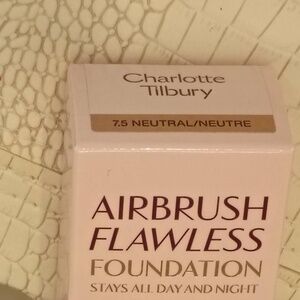 Charlotte
Tilbury
7.5 NEUTRAL/NEUTRE
AIRBRUSH
FLAWLESS
FOUNDATION
STAYS ALL DAY AND NIGHT